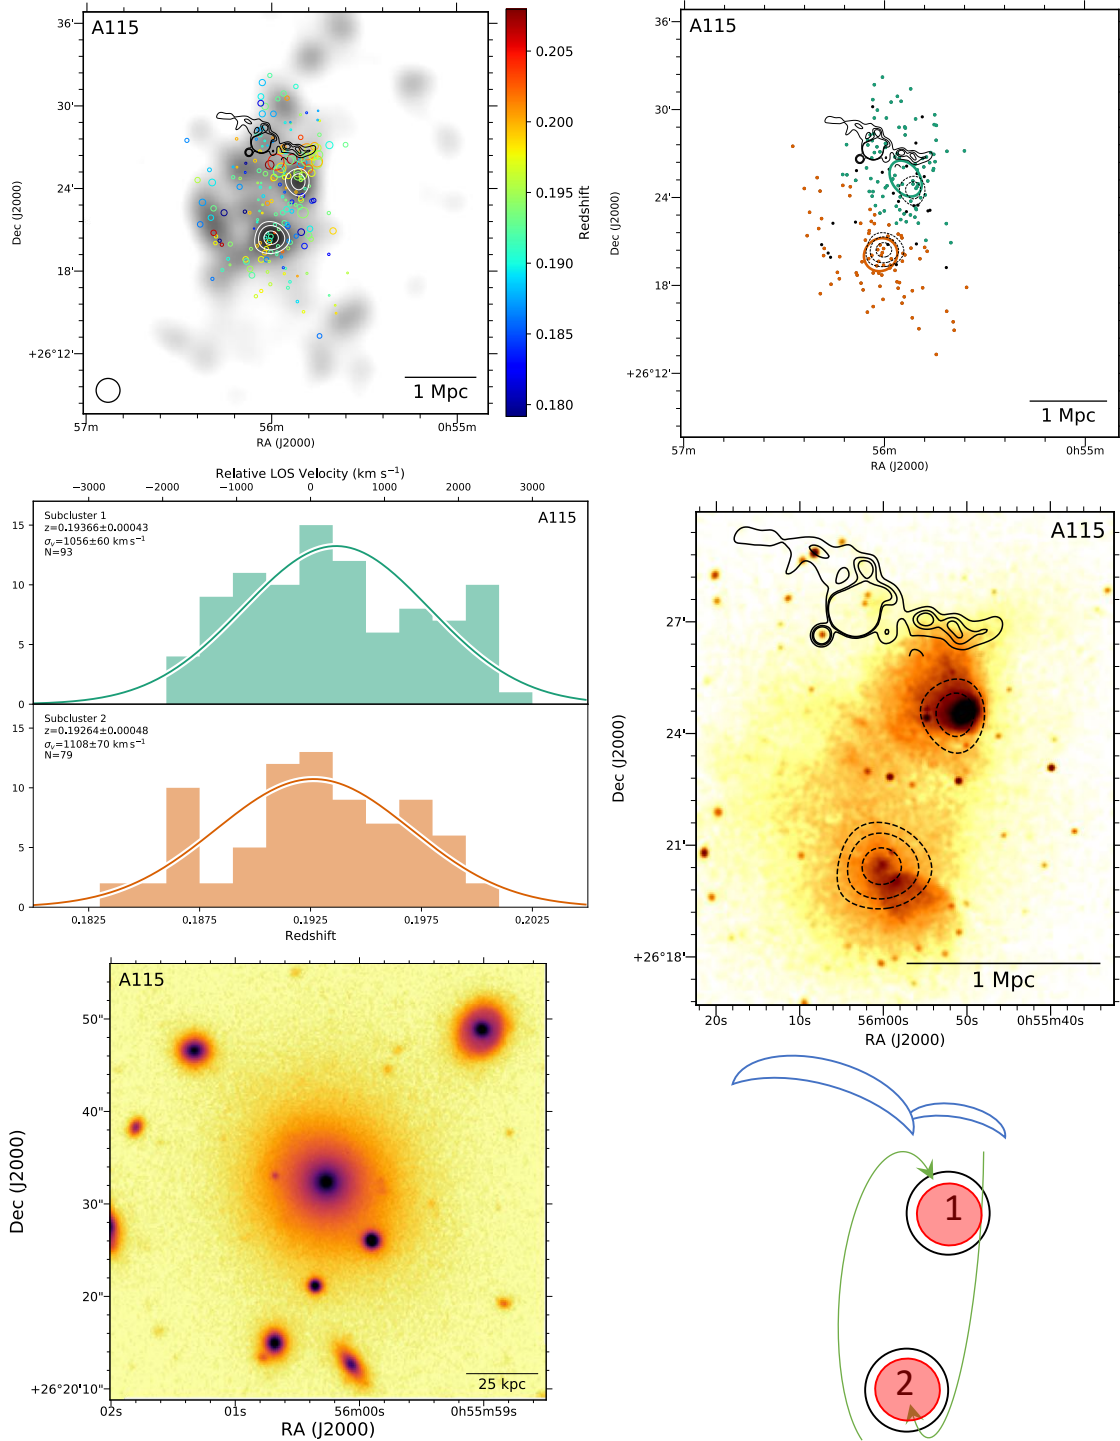 A115
36'
30'
24'
18'
+26°12'
Dec (J2000)
1 Mpc
57m
56m
0h55m
RA (J2000)
0.205
0.200
0.195
0.190
0.185
0.180
Redshift
A115
36'
30'
24'
18'
+26°12'
Dec (J2000)
1 Mpc
57m
56m
0h55m
RA (J2000)
Relative LOS Velocity (km s⁻¹)
−3000 −2000 −1000 0 1000 2000 3000
A115
Subcluster 1
z=0.19366±0.00043
σᵥ=1056±60 km s⁻¹
N=93
15
10
5
0
Subcluster 2
z=0.19264±0.00048
σᵥ=1108±70 km s⁻¹
N=79
15
10
5
0
0.1825 0.1875 0.1925 0.1975 0.2025
Redshift
A115
27'
24'
21'
+26°18'
Dec (J2000)
1 Mpc
20s 10s 56m00s 50s 0h55m40s
RA (J2000)
A115
50"
40"
30"
20"
+26°20'10"
Dec (J2000)
25 kpc
02s 01s 56m00s 0h55m59s
RA (J2000)
1
2